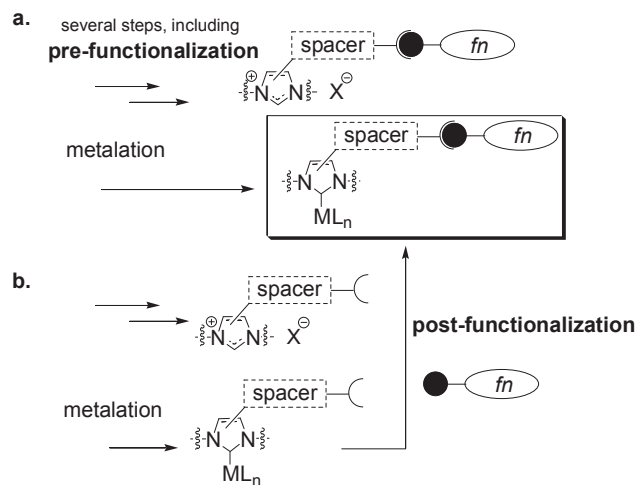 a.
several steps, including
pre-functionalization
spacer
fn
⊕
N N X⊖
metalation
spacer
fn
N N
MLn
b.
spacer
⊕
N N X⊖
post-functionalization
fn
metalation
spacer
N N
MLn